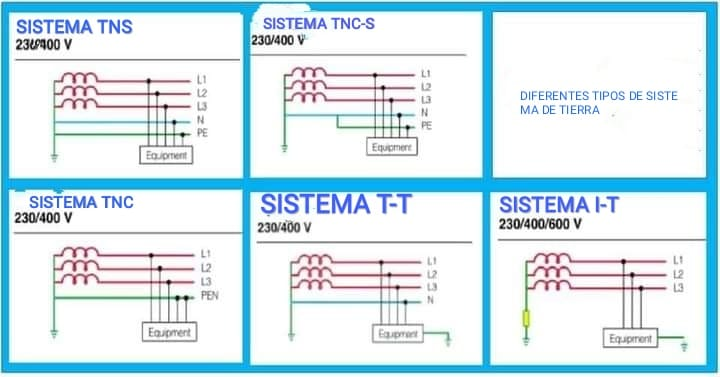 SISTEMA TNS
230/400 V
L1
L2
L3
N
PE
Equipment
SISTEMA TNC-S
230/400 V
L1
L2
L3
N
PE
Equipment
DIFERENTES TIPOS DE SISTE
MA DE TIERRA
SISTEMA TNC
230/400 V
L1
L2
L3
PEN
Equipment
SISTEMA T-T
230/400 V
L1
L2
L3
N
Equipment
SISTEMA I-T
230/400/600 V
L1
L2
L3
Equipment